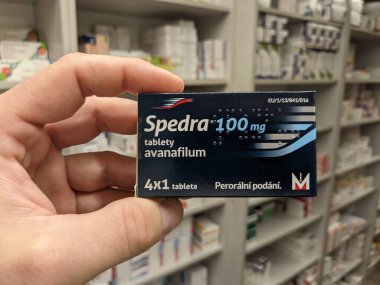 EU/1/13/841/016
Spedra 100 mg
tablety
avanafilum
4x1 tableta
Perorální podání.